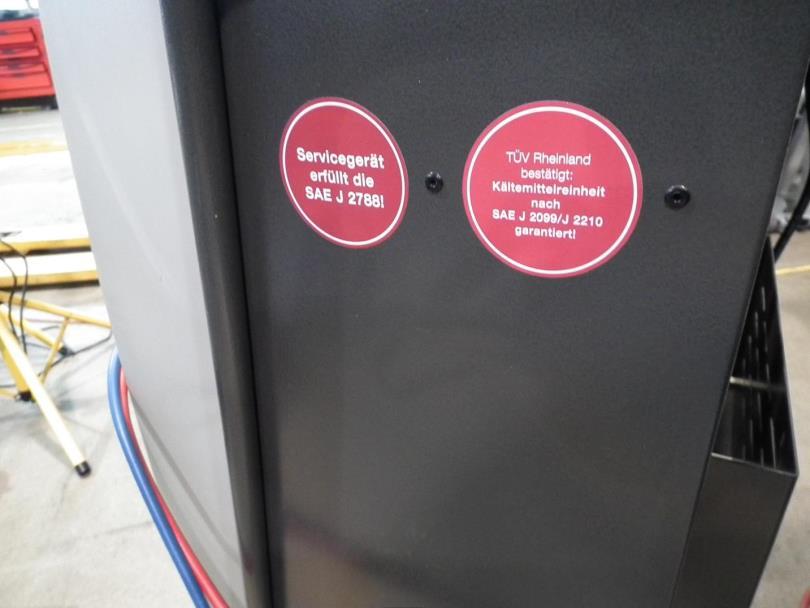 Servicegerät
erfüllt die
SAE J 2788!
TÜV Rheinland
bestätigt:
Kältemittelreinheit
nach
SAE J 2099/J 2210
garantiert!